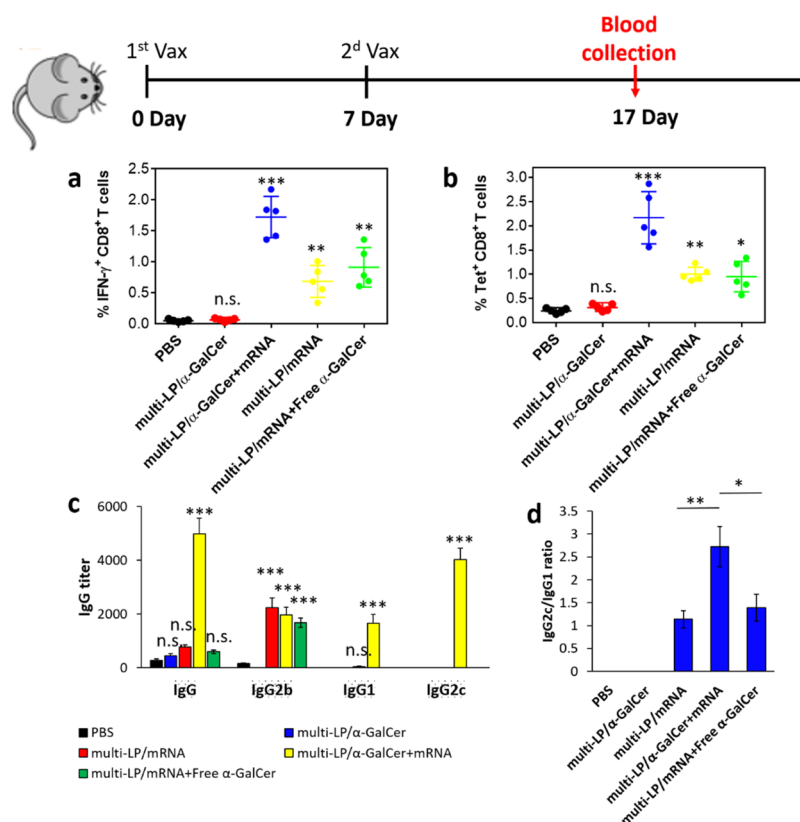 Blood
collection
1st Vax
2d Vax
0 Day
7 Day
17 Day
a
% IFN-γ+ CD8+ T cells
2.5
2.0
1.5
1.0
0.5
0.0
n.s.
***
**
**
PBS
multi-LP/α-GalCer
multi-LP/α-GalCer+mRNA
multi-LP/mRNA
multi-LP/mRNA+Free α-GalCer
b
% Tet+ CD8+ T cells
3.0
2.5
2.0
1.5
1.0
0.5
0.0
n.s.
***
**
*
PBS
multi-LP/α-GalCer
multi-LP/α-GalCer+mRNA
multi-LP/mRNA
multi-LP/mRNA+Free α-GalCer
c
IgG titer
6000
4000
2000
0
n.s.
n.s.
***
n.s.
***
***
***
n.s.
***
***
IgG
IgG2b
IgG1
IgG2c
PBS
multi-LP/α-GalCer
multi-LP/mRNA
multi-LP/α-GalCer+mRNA
multi-LP/mRNA+Free α-GalCer
d
IgG2c/IgG1 ratio
3.5
3
2.5
2
1.5
1
0.5
0
**
*
PBS
multi-LP/α-GalCer
multi-LP/mRNA
multi-LP/α-GalCer+mRNA
multi-LP/mRNA+Free α-GalCer